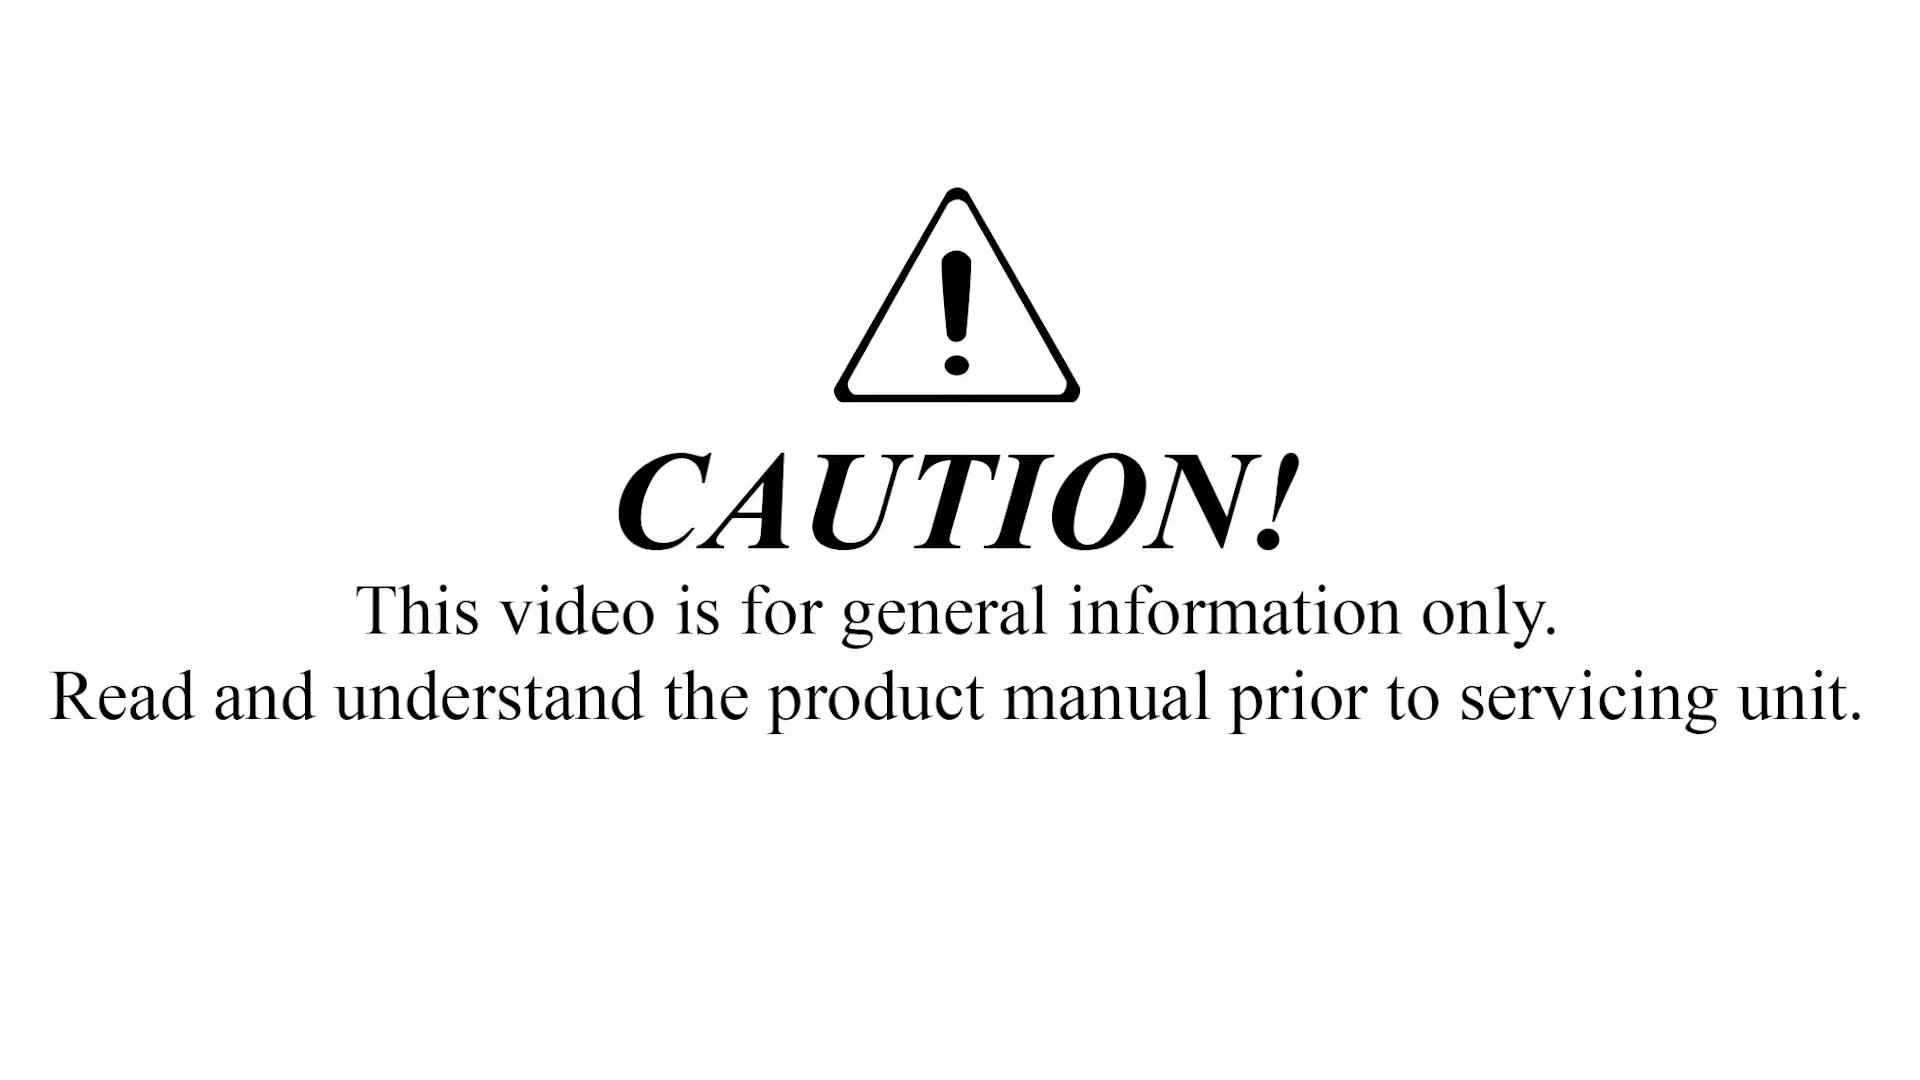 CAUTION!
This video is for general information only.
Read and understand the product manual prior to servicing unit.